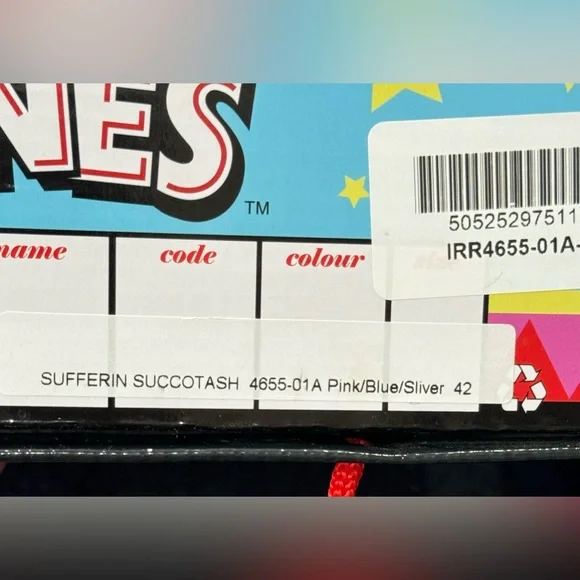 NES
TM
50525297511
IRR4655-01A-
name code colour
SUFFERIN SUCCOTASH 4655-01A Pink/Blue/Sliver 42